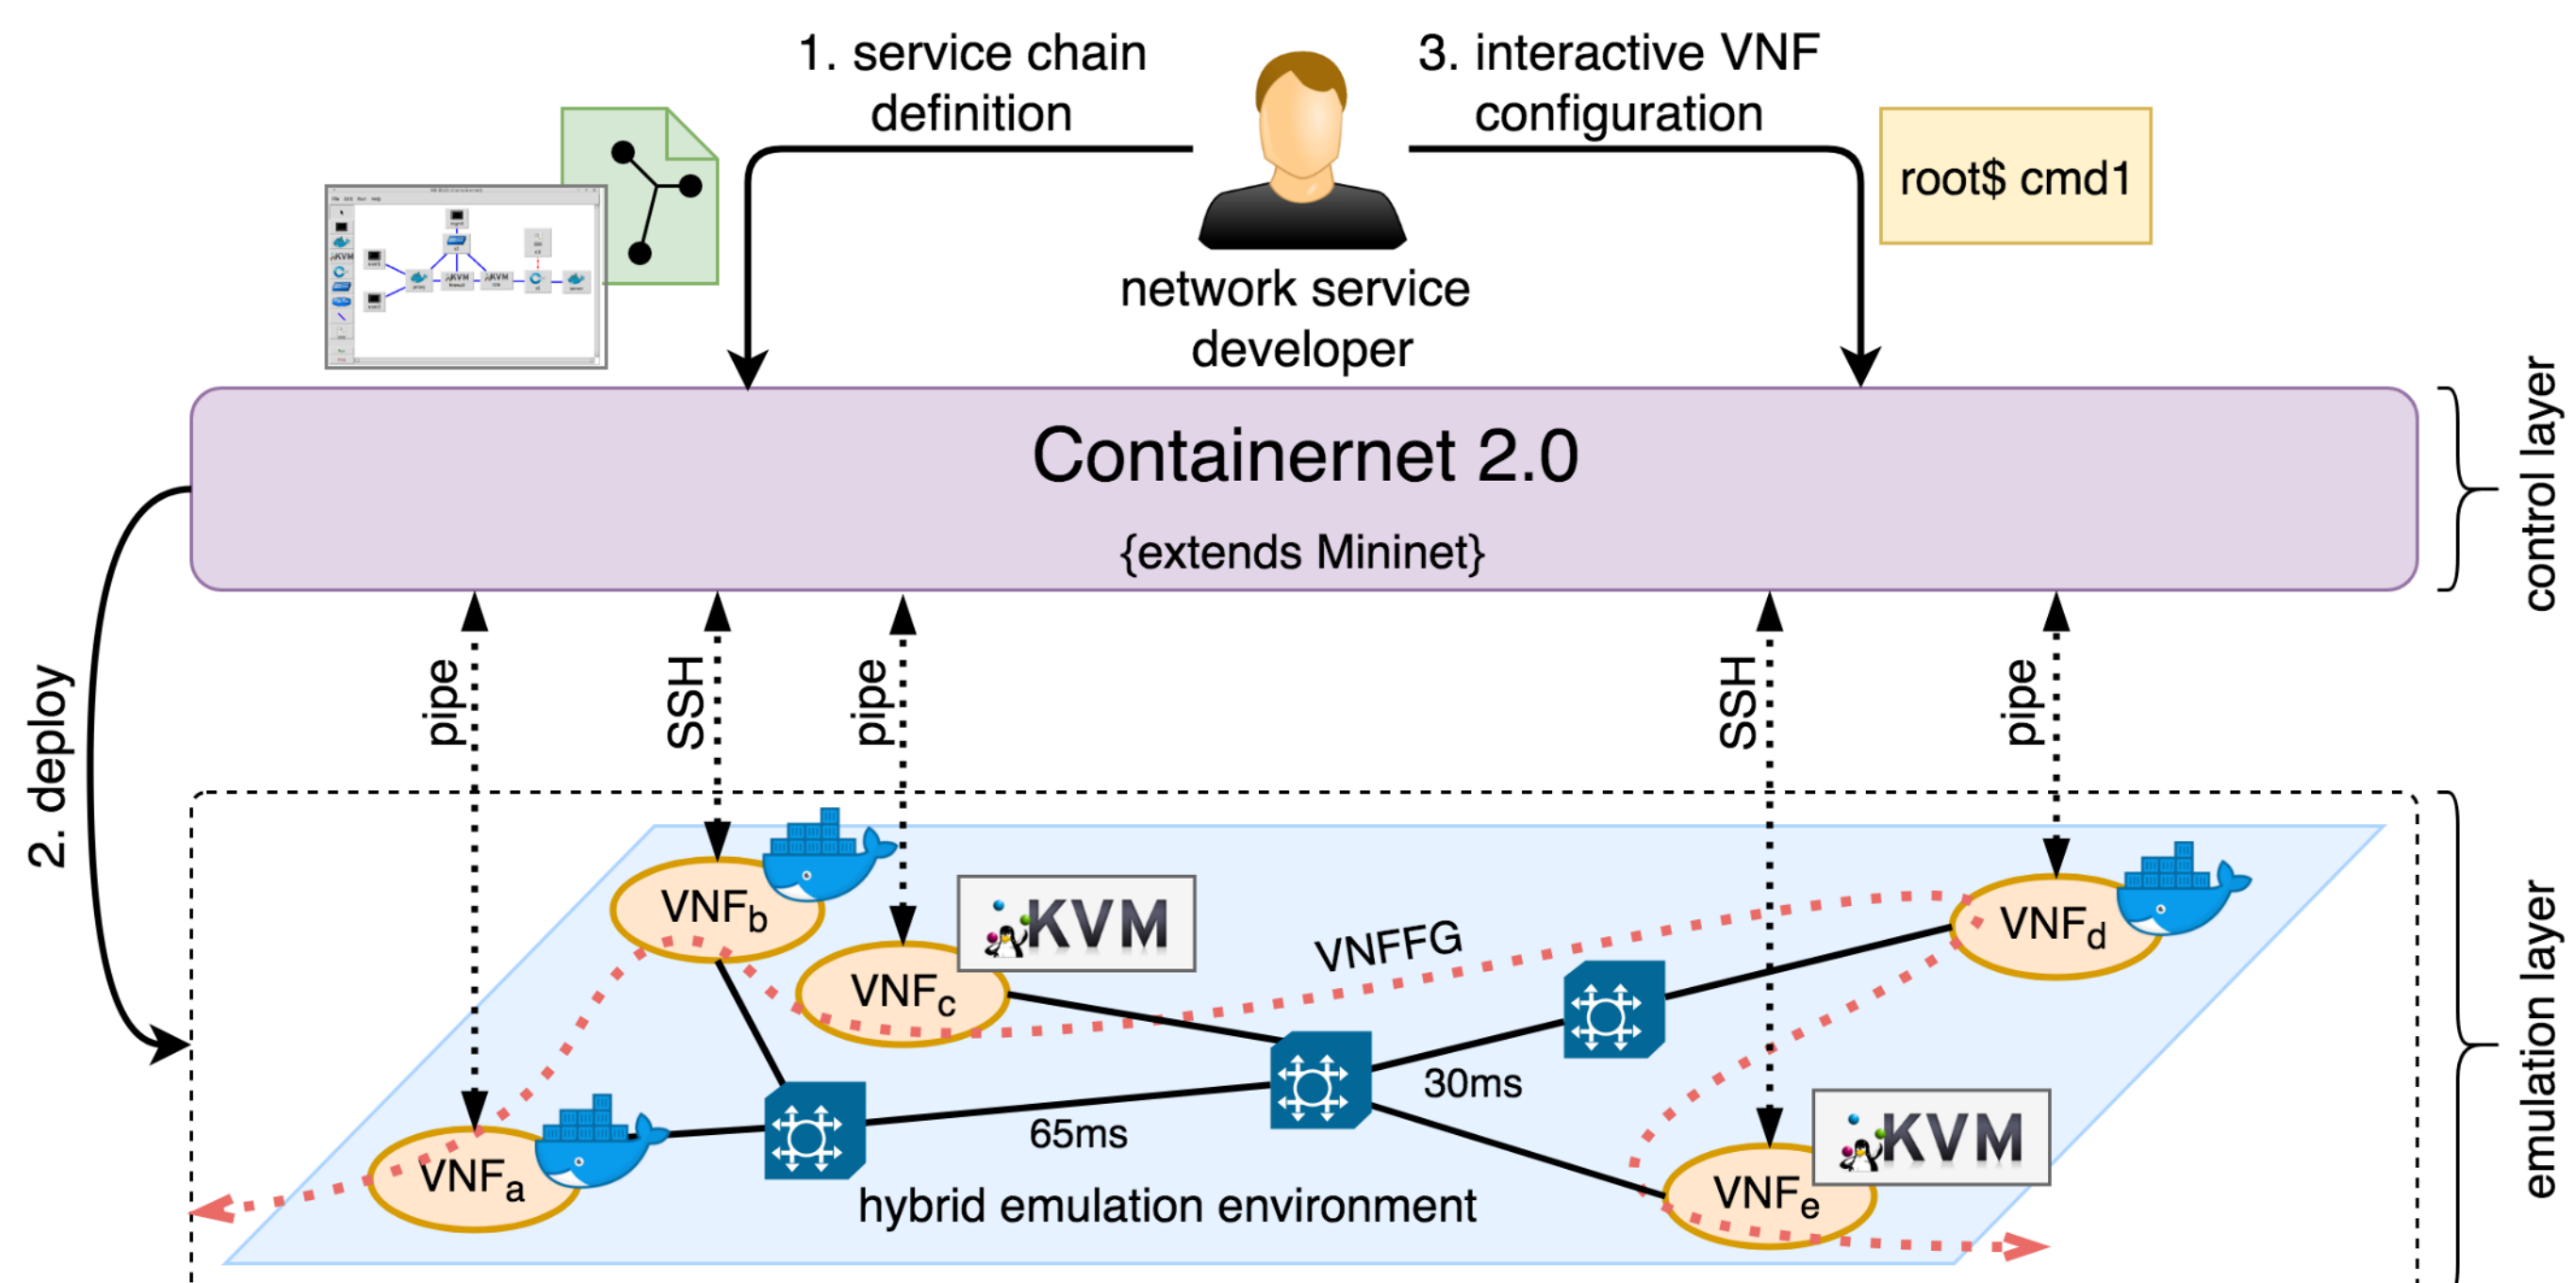 1. service chain
definition
3. interactive VNF
configuration
root$ cmd1
network service
developer
Containernet 2.0
{extends Mininet}
control layer
2. deploy
pipe
SSH
pipe
SSH
pipe
VNFb
KVM
VNFc
VNFFG
VNFd
30ms
65ms
VNFa
KVM
VNFe
hybrid emulation environment
emulation layer